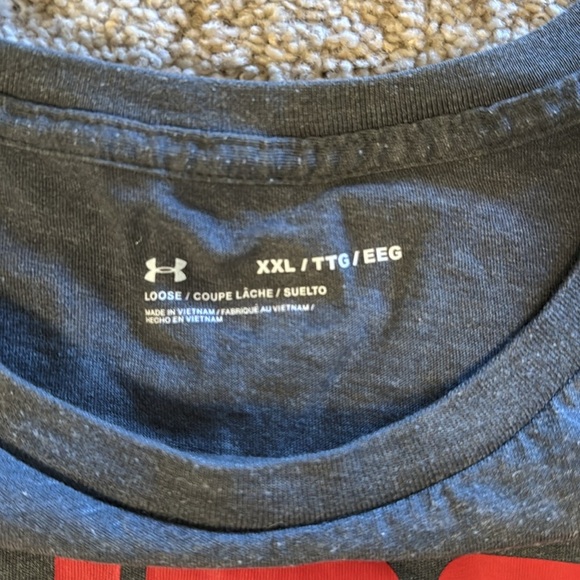 XXL / TTG / EEG
LOOSE / COUPE LÂCHE / SUELTO
MADE IN VIETNAM / FABRIQUÉ AU VIETNAM /
HECHO EN VIETNAM